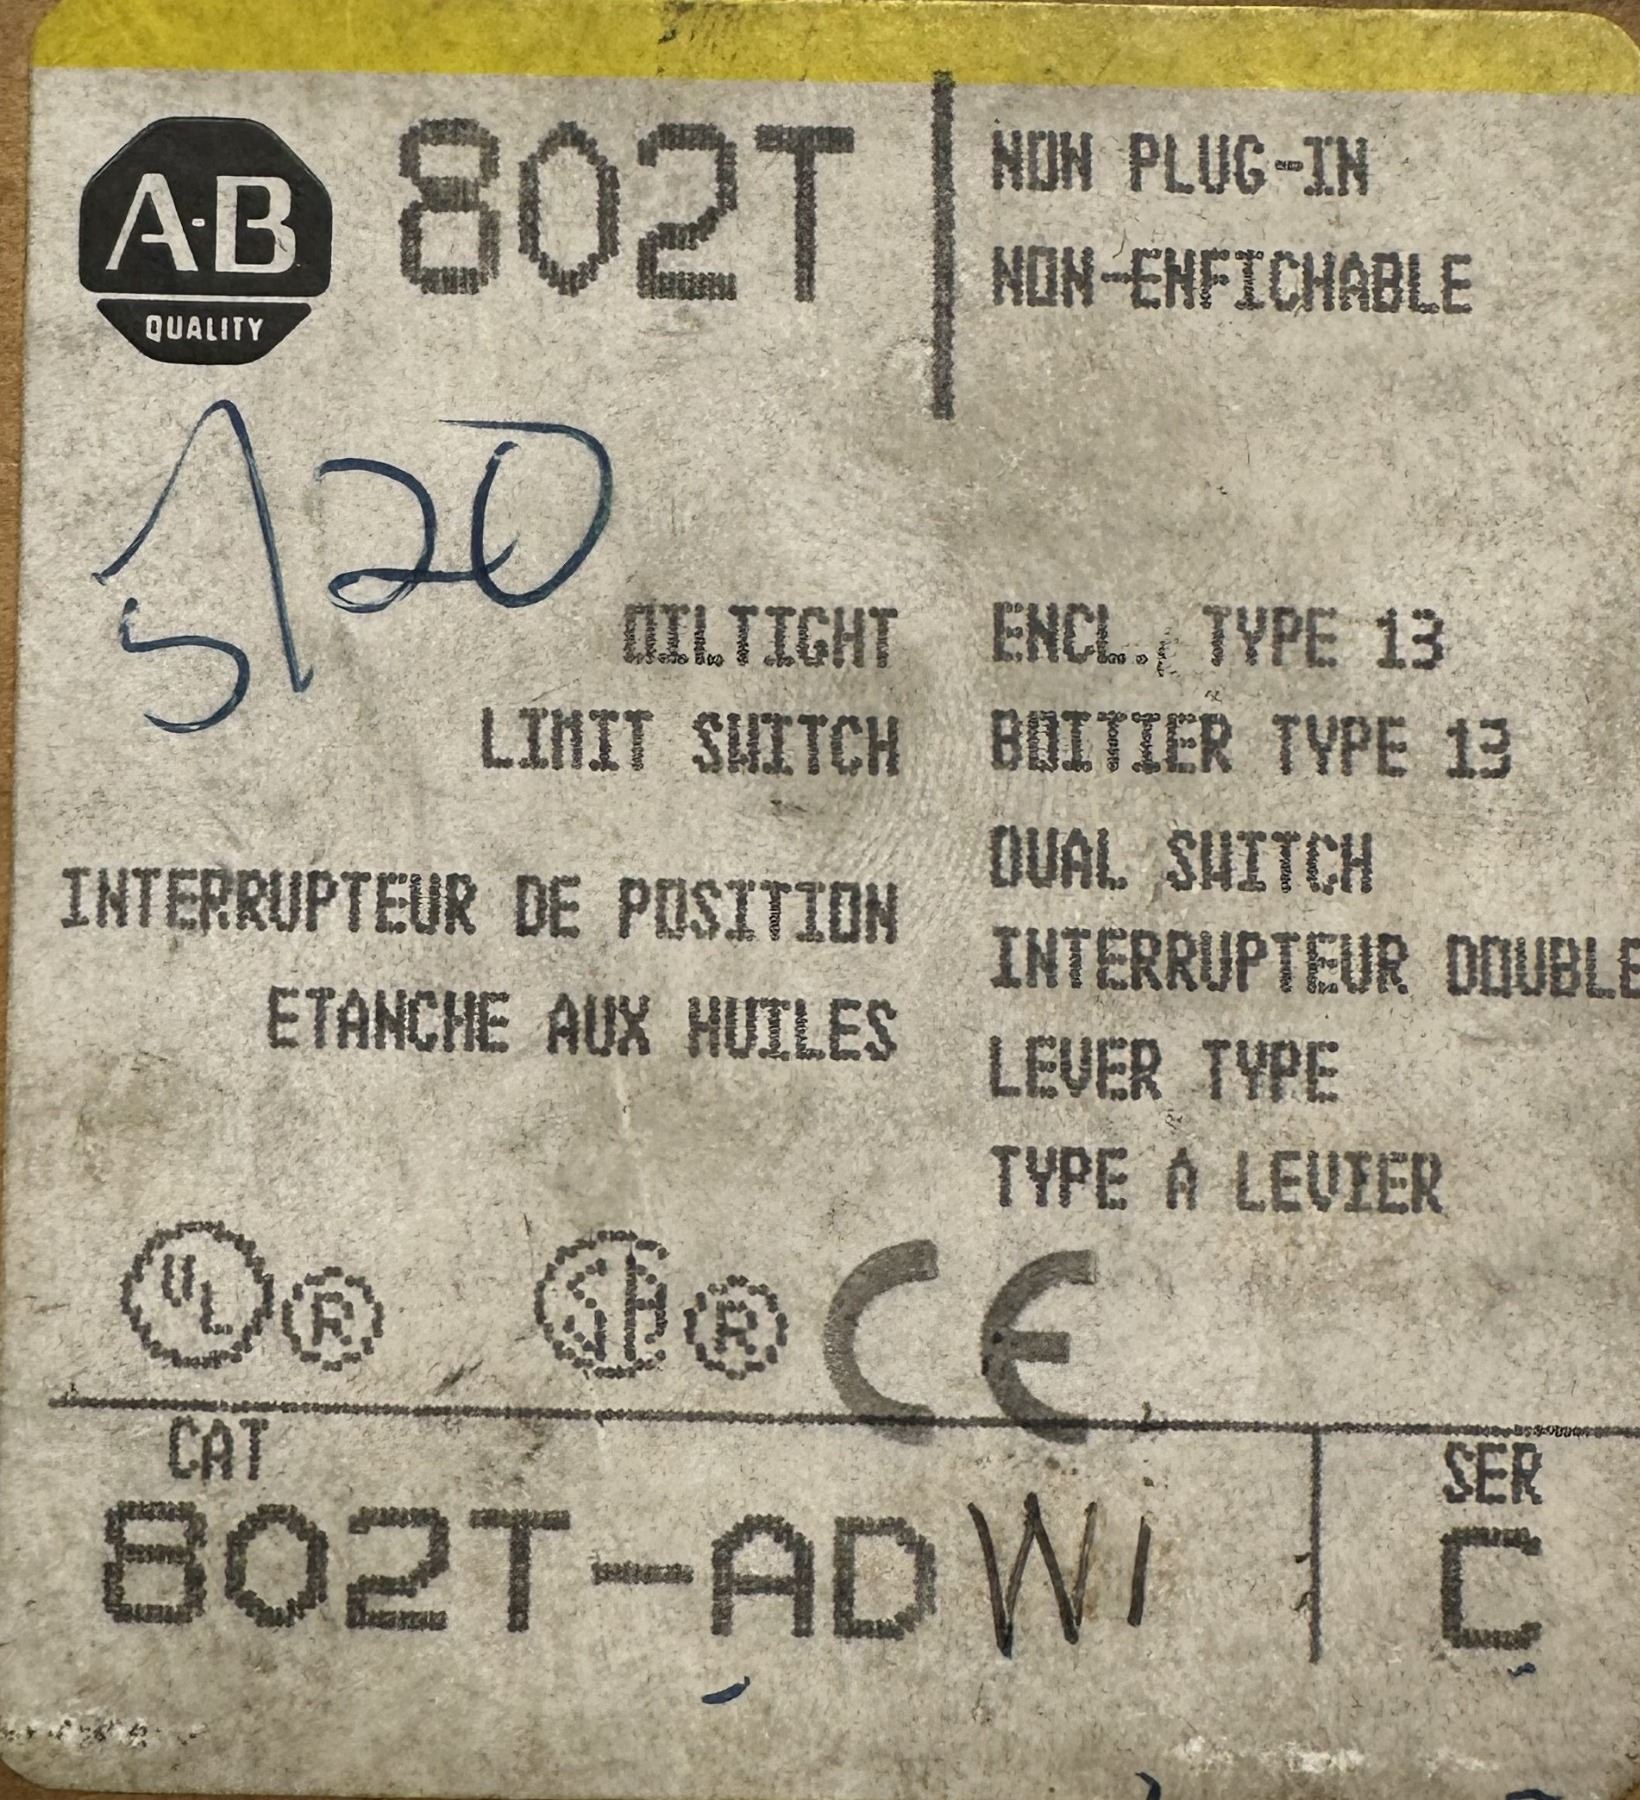 A-B
QUALITY
802T
NON PLUG-IN
NON-ENFICHABLE
OILTIGHT
LIMIT SWITCH
INTERRUPTEUR DE POSITION
ETANCHE AUX HUILES
ENCL. TYPE 13
BOITIER TYPE 13
DUAL SWITCH
INTERRUPTEUR DOUBLE
LEVER TYPE
TYPE A LEVIER
UL R
R
CE
CAT
802T-ADW1
SER
C